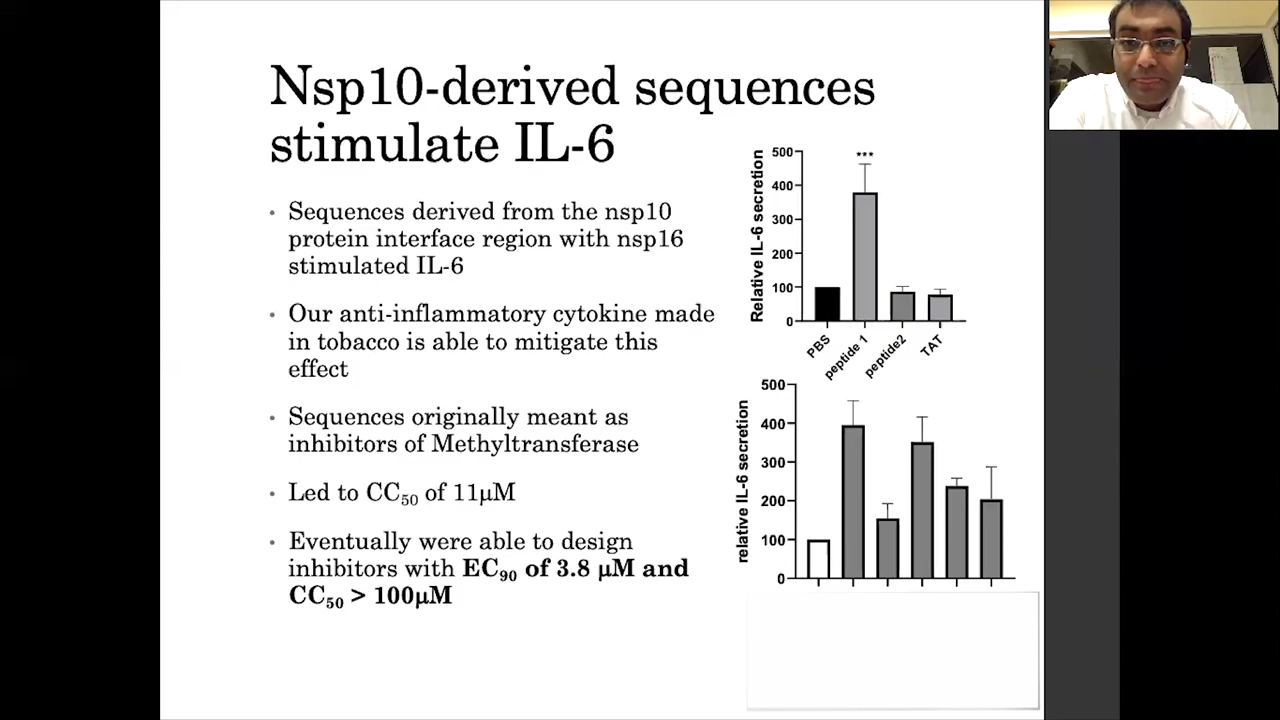 Nsp10-derived sequences
stimulate IL-6
• Sequences derived from the nsp10
protein interface region with nsp16
stimulated IL-6
• Our anti-inflammatory cytokine made
in tobacco is able to mitigate this
effect
• Sequences originally meant as
inhibitors of Methyltransferase
• Led to CC₅₀ of 11μM
• Eventually were able to design
inhibitors with EC₉₀ of 3.8 μM and
CC₅₀ > 100μM
Relative IL-6 secretion
500
400
300
200
100
0
***
PBS
peptide 1
peptide2
TAT
relative IL-6 secretion
500
400
300
200
100
0